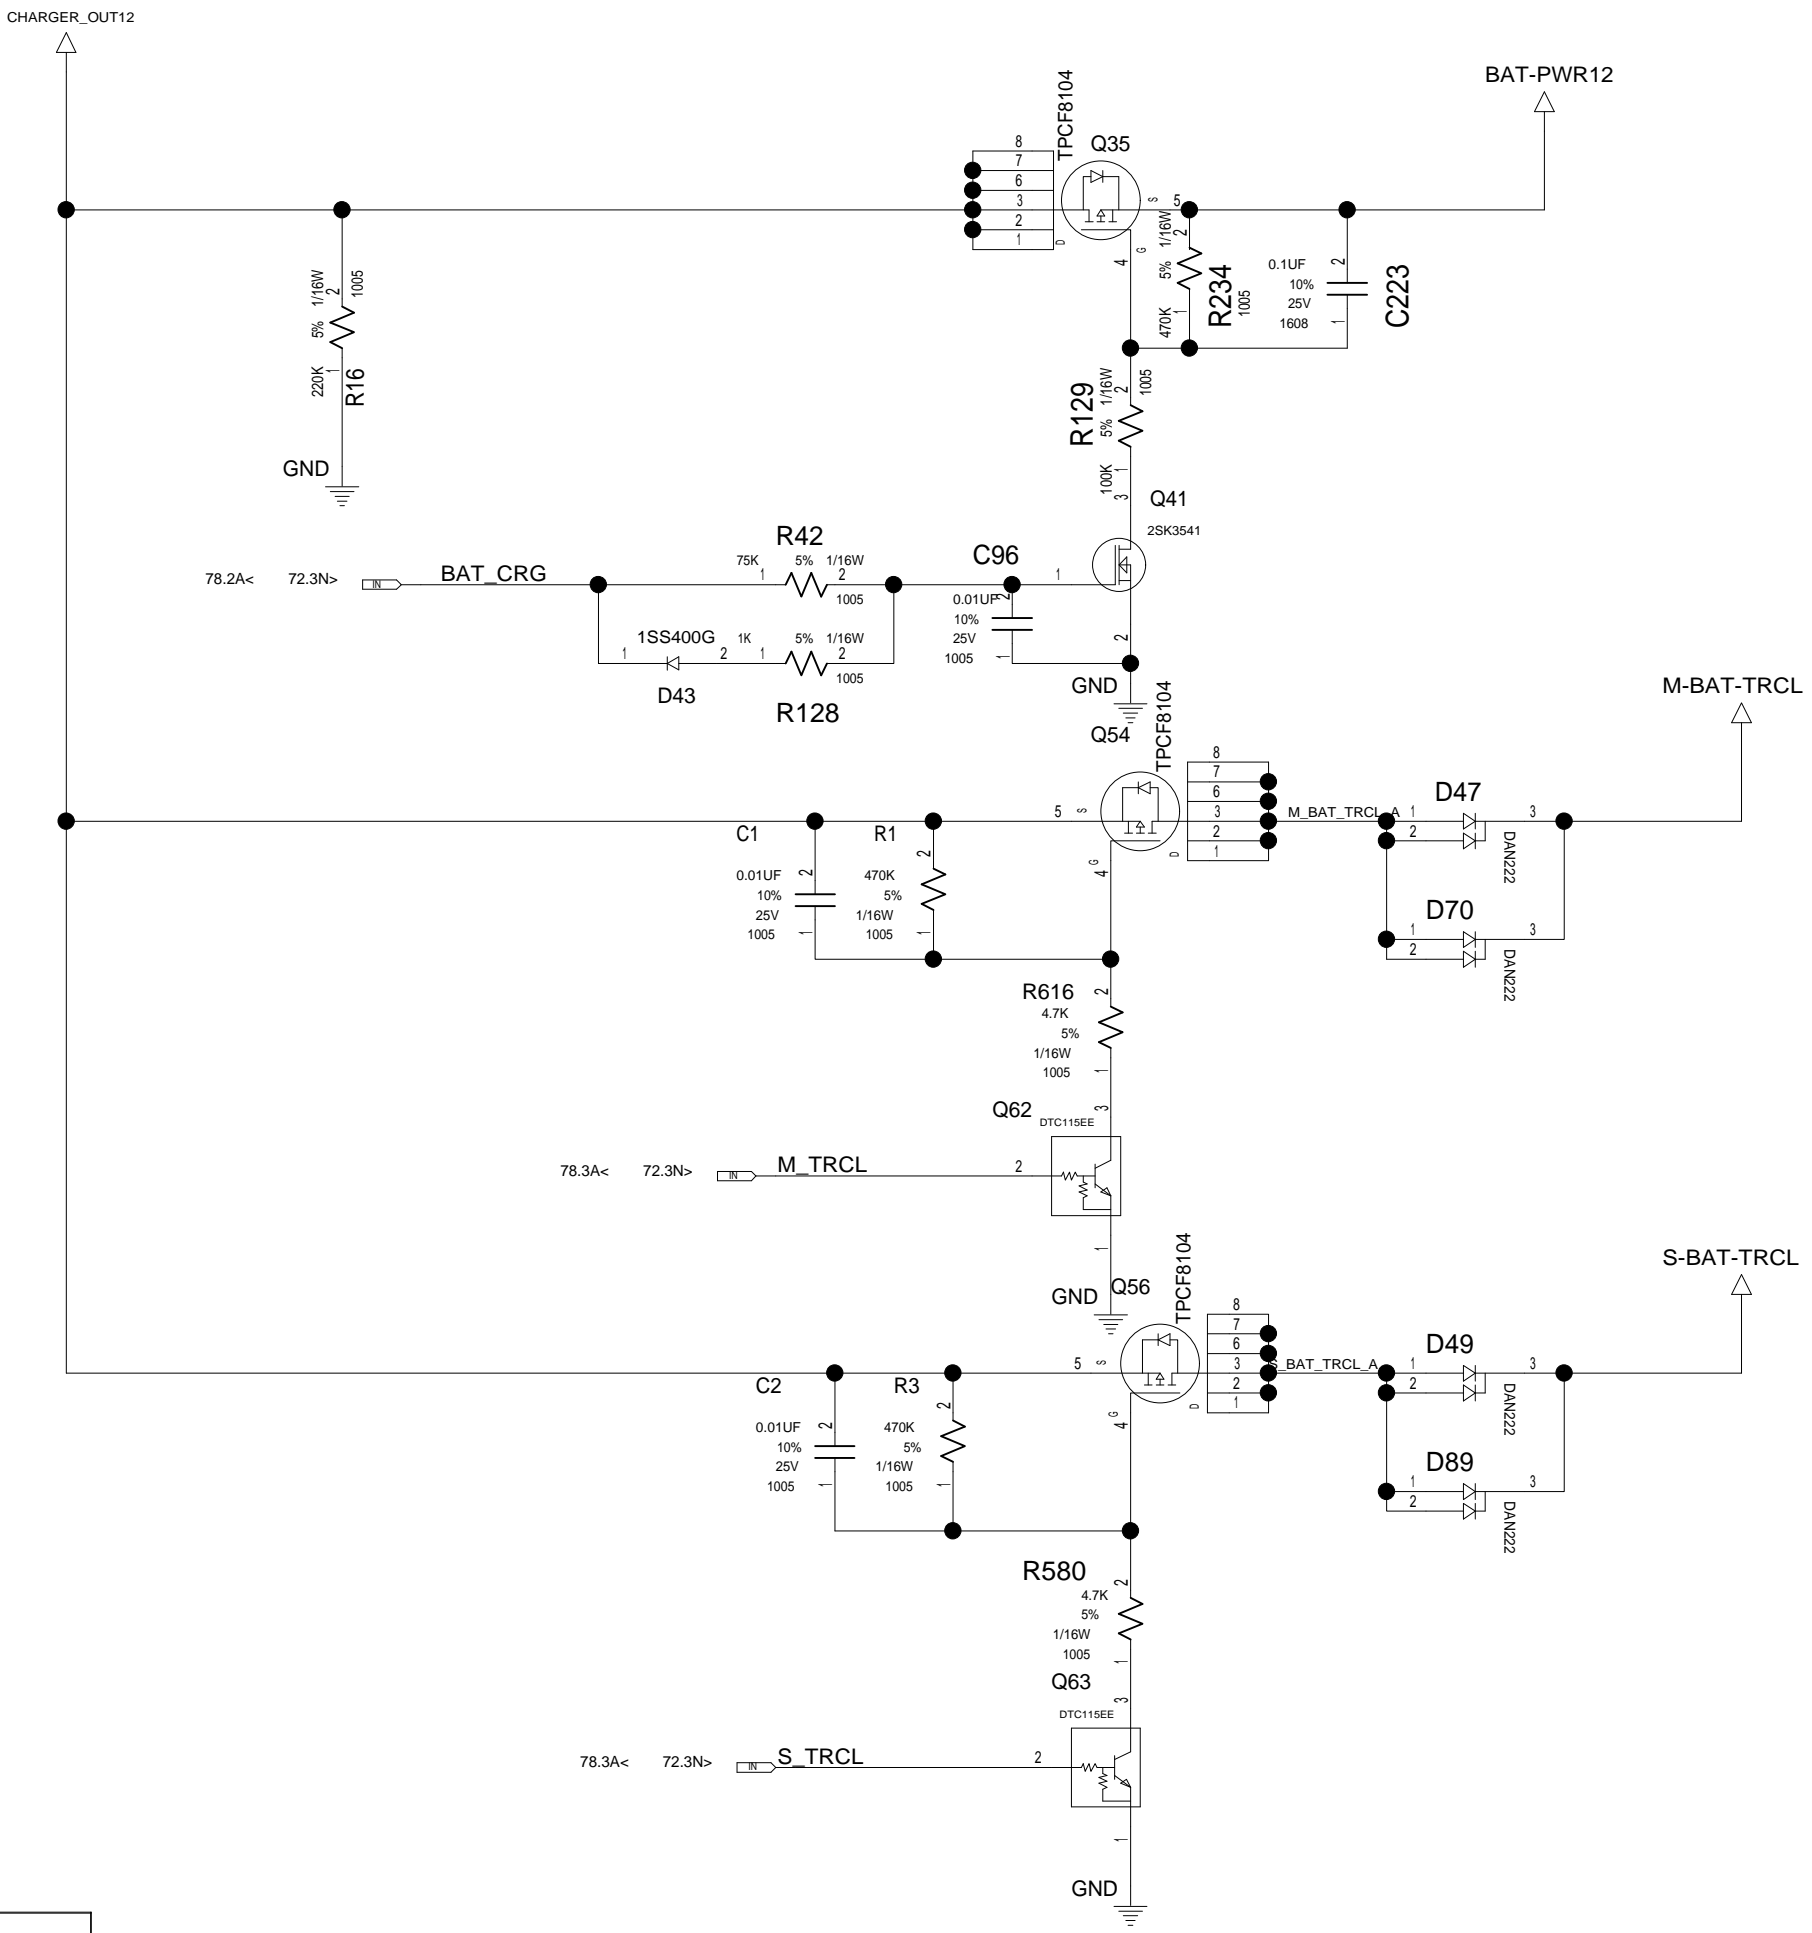 CHARGER_OUT12
BAT-PWR12
TPCF8104
Q35
8
7
6
3
2
1
D
S
5
G
4
1/16W
5%
2
470K
1
R234
1005
0.1UF
10%
25V
1608
2
1
C223
1/16W
5%
2
1005
220K
1
R16
GND
R129
1/16W
5%
2
1005
100K
1
3
Q41
2SK3541
78.2A<
72.3N>
IN
BAT_CRG
R42
75K
5%
1/16W
1
2
1005
C96
0.01UF
10%
25V
1005
2
1
1
2
GND
1SS400G
1
2
D43
1K
5%
1/16W
1
2
1005
R128
M-BAT-TRCL
Q54
TPCF8104
5
S
G
4
D
8
7
6
3
2
1
M_BAT_TRCL_A
D47
1
2
3
DAN222
D70
1
2
3
DAN222
C1
0.01UF
10%
25V
1005
2
1
R1
470K
5%
1/16W
1005
2
1
R616
4.7K
5%
1/16W
1005
2
1
Q62
DTC115EE
3
78.3A<
72.3N>
IN
M_TRCL
2
1
GND
S-BAT-TRCL
Q56
TPCF8104
5
S
G
4
D
8
7
6
3
2
1
S_BAT_TRCL_A
D49
1
2
3
DAN222
D89
1
2
3
DAN222
C2
0.01UF
10%
25V
1005
2
1
R3
470K
5%
1/16W
1005
2
1
R580
4.7K
5%
1/16W
1005
2
1
Q63
DTC115EE
3
78.3A<
72.3N>
IN
S_TRCL
2
1
GND